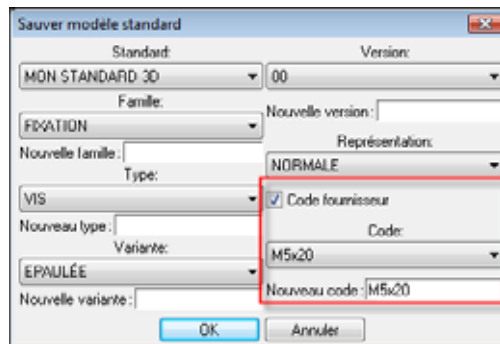 Sauver modèle standard
Standard:
MON STANDARD 3D
Famille:
FIXATION
Nouvelle famille:
Type:
VIS
Nouveau type:
Variante:
EPAULÉE
Nouvelle variante:
Version:
00
Nouvelle version:
Représentation:
NORMALE
Code fournisseur
Code:
M5x20
Nouveau code: M5x20
OK
Annuler